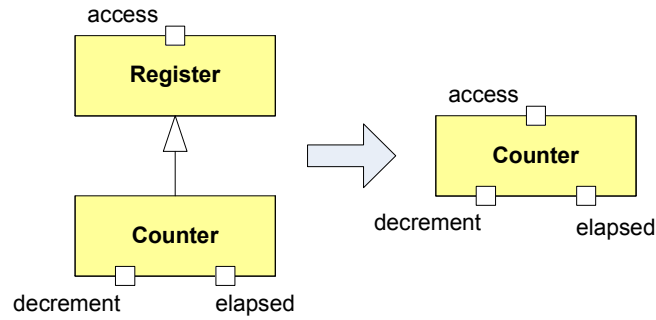 access
Register
Counter
decrement
elapsed
access
Counter
decrement
elapsed